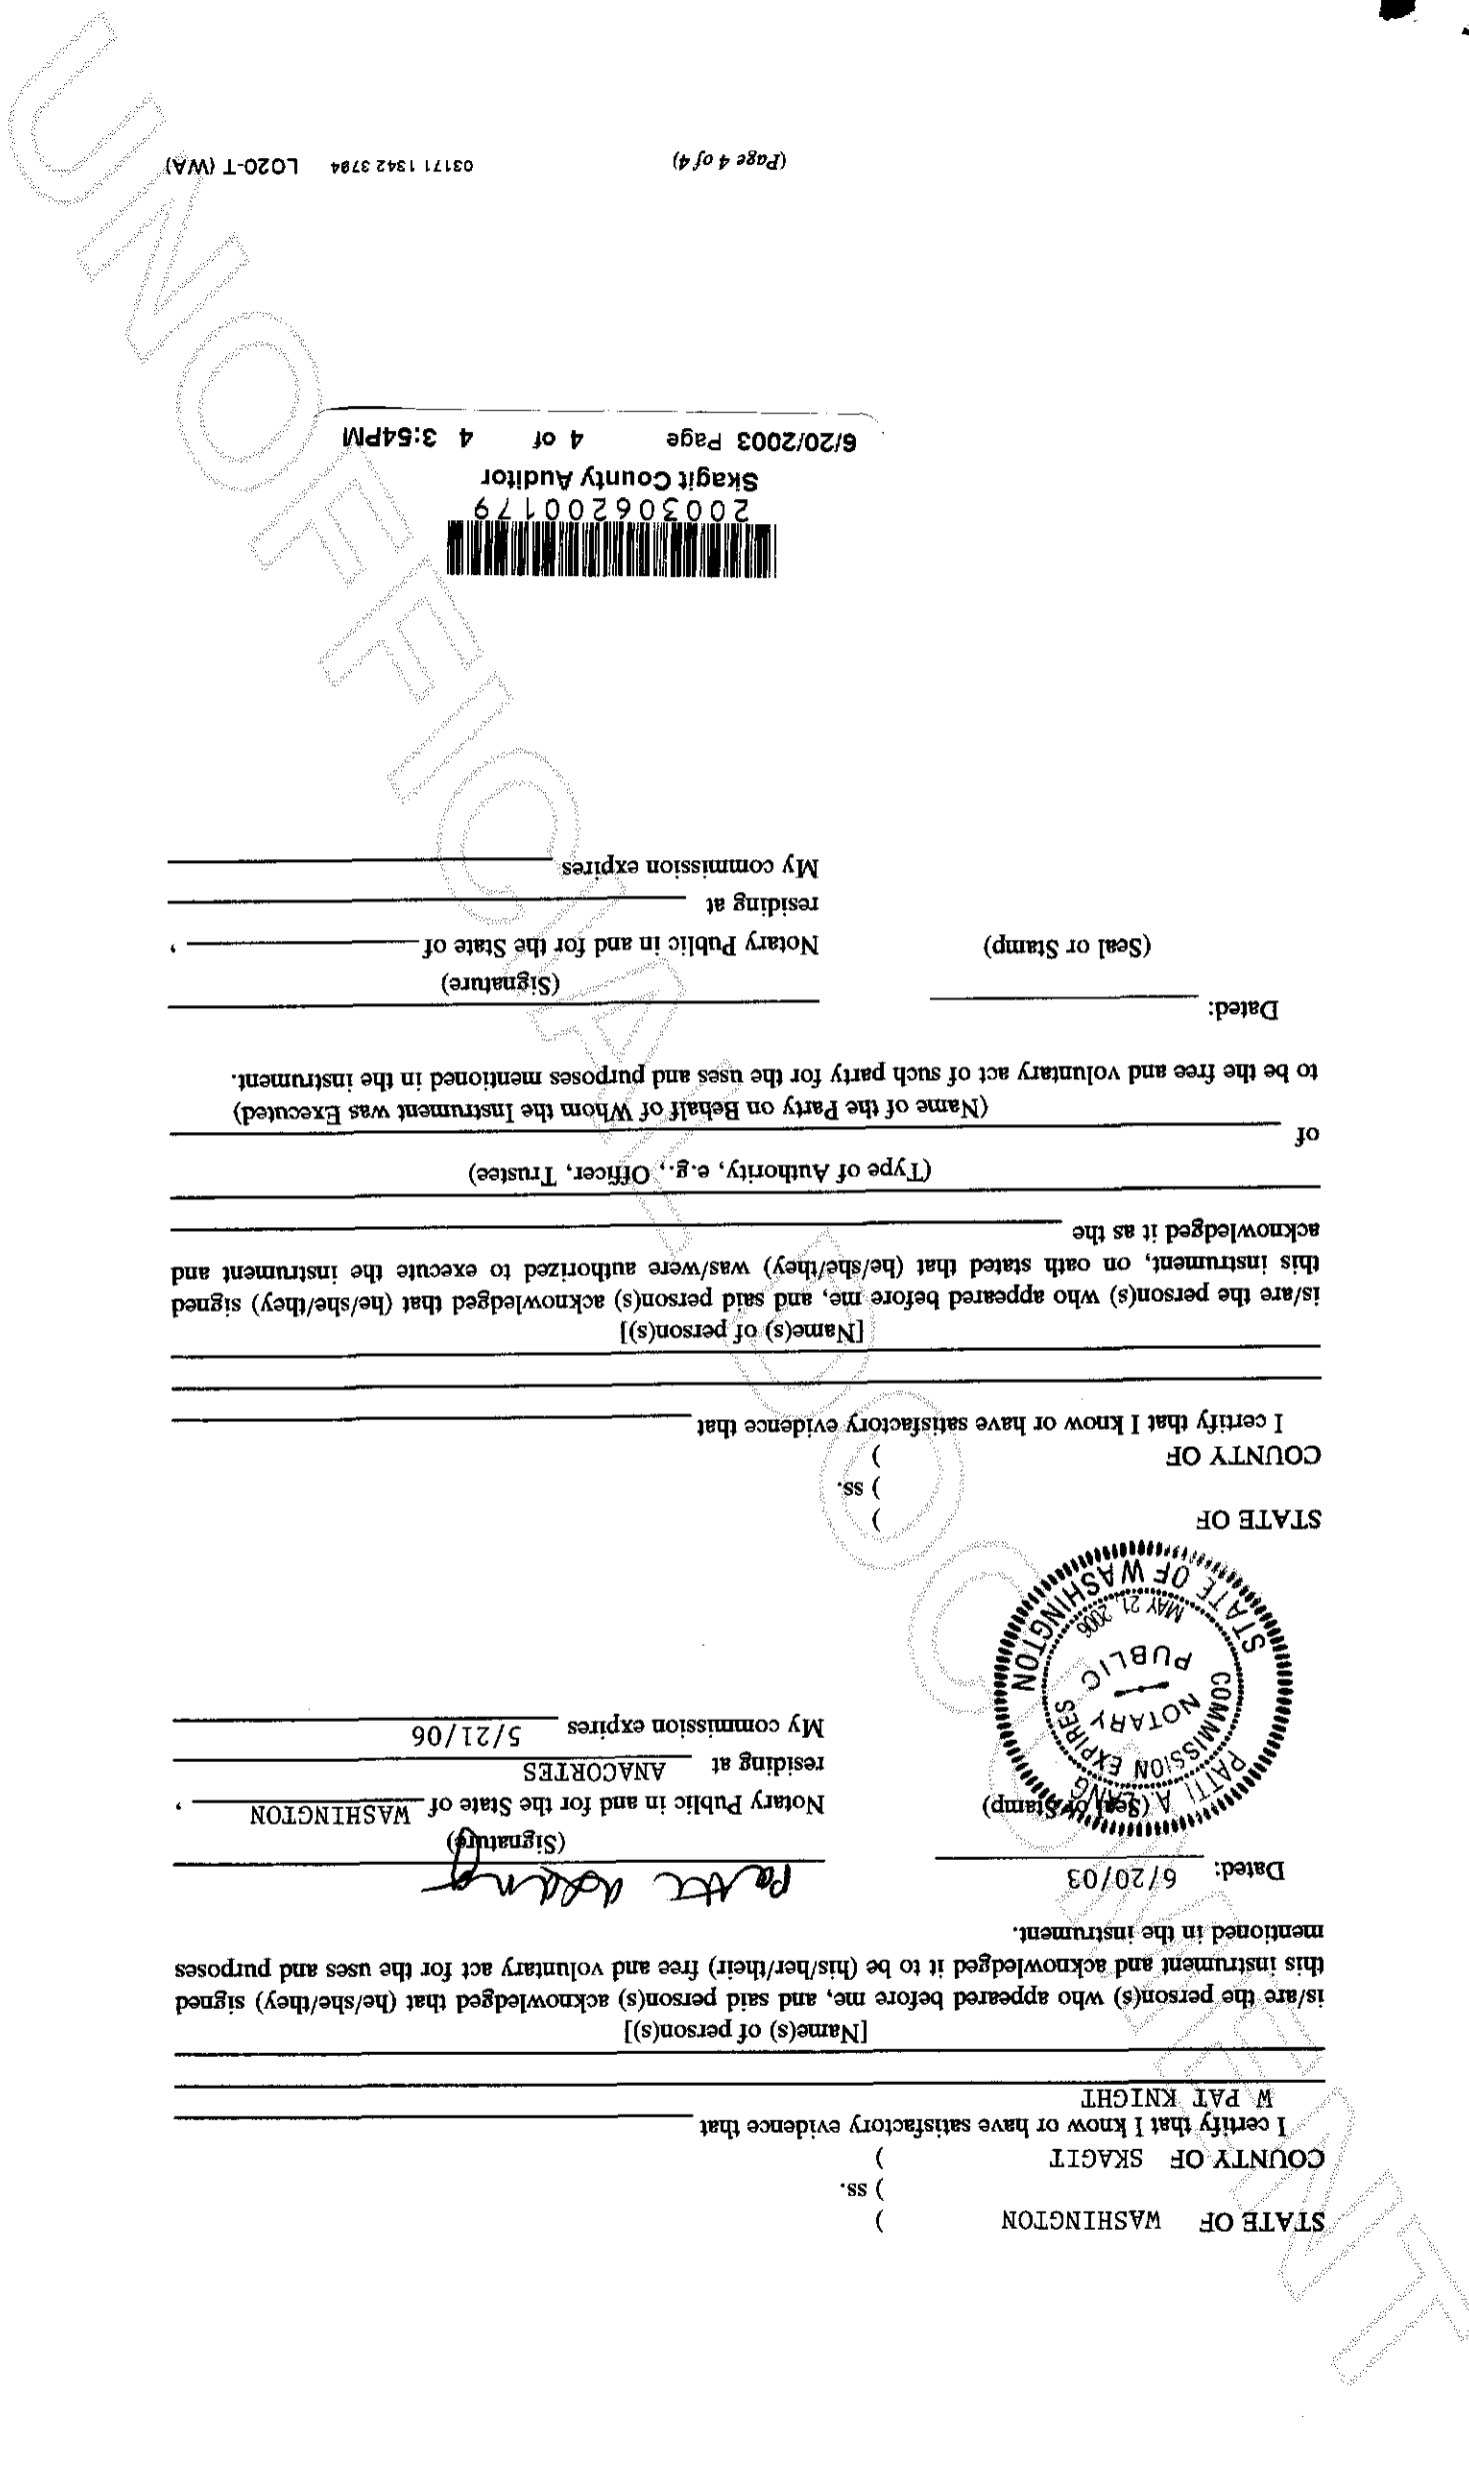 STATE OF WASHINGTON )
) ss.
COUNTY OF SKAGIT )
I certify that I know or have satisfactory evidence that
W PAT KNIGHT
[Name(s) of person(s)]
is/are the person(s) who appeared before me, and said person(s) acknowledged that (he/she/they) signed
this instrument and acknowledged it to be (his/her/their) free and voluntary act for the uses and purposes
mentioned in the instrument.
Dated: 6/20/03
Patti A Lang
(Signature)
(Seal or Stamp)
Notary Public in and for the State of WASHINGTON ,
residing at ANACORTES
My commission expires 5/21/06
PATTI A. LANG
COMMISSION EXPIRES
NOTARY
PUBLIC
MAY 21, 2006
STATE OF WASHINGTON
STATE OF )
) ss.
COUNTY OF )
I certify that I know or have satisfactory evidence that
[Name(s) of person(s)]
is/are the person(s) who appeared before me, and said person(s) acknowledged that (he/she/they) signed
this instrument, on oath stated that (he/she/they) was/were authorized to execute the instrument and
acknowledged it as the
(Type of Authority, e.g., Officer, Trustee)
of
(Name of the Party on Behalf of Whom the Instrument was Executed)
to be the free and voluntary act of such party for the uses and purposes mentioned in the instrument.
Dated:
(Signature)
(Seal or Stamp)
Notary Public in and for the State of ,
residing at
My commission expires
200306200179
Skagit County Auditor
6/20/2003 Page 4 of 4 3:54PM
(Page 4 of 4)
03171 1342 3784 L020-T (WA)
UNOFFICIAL DOCUMENT